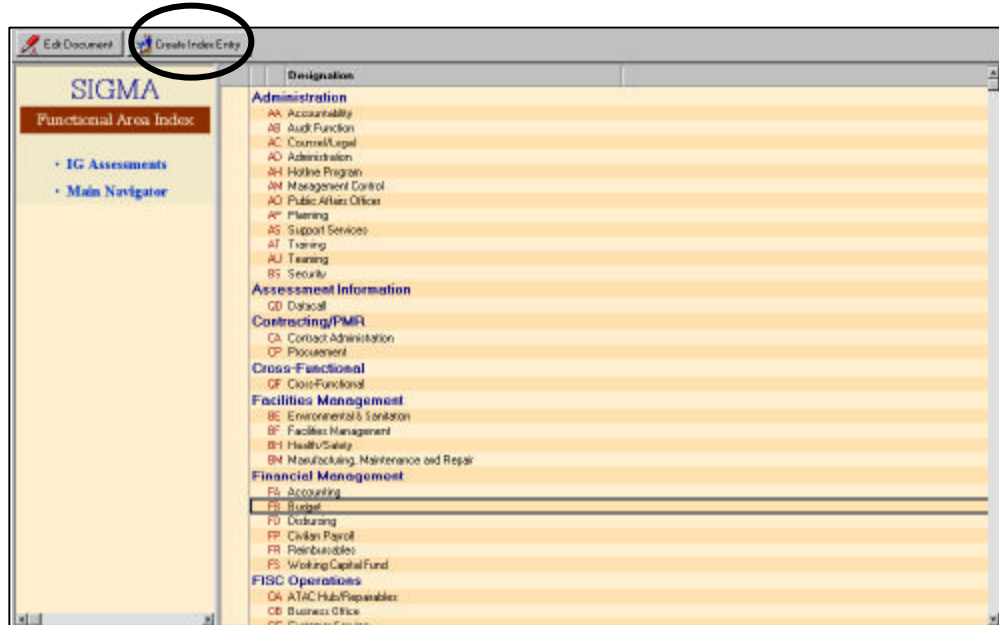 Edit Document Create Index Entry
SIGMA
Functional Area Index
• IG Assessments
• Main Navigator
Designation
Administration
AA Accountability
AB Audit Function
AC Counsel/Legal
AD Administration
AH Hotline Program
AM Management Control
AO Public Affairs Officer
AP Planning
AS Support Services
AT Training
AU Teaming
BS Security
Assessment Information
GD Datacall
Contracting/PMR
CA Contract Administration
CP Procurement
Cross-Functional
GF Cross-Functional
Facilities Management
BE Environmental & Sanitation
BF Facilities Management
BH Health/Safety
BM Manufacturing, Maintenance and Repair
Financial Management
FA Accounting
FB Budget
FD Disbursing
FP Civilian Payroll
FR Reimbursables
FS Working Capital Fund
FISC Operations
OA ATAC Hub/Repairables
OB Business Office
Customer Service